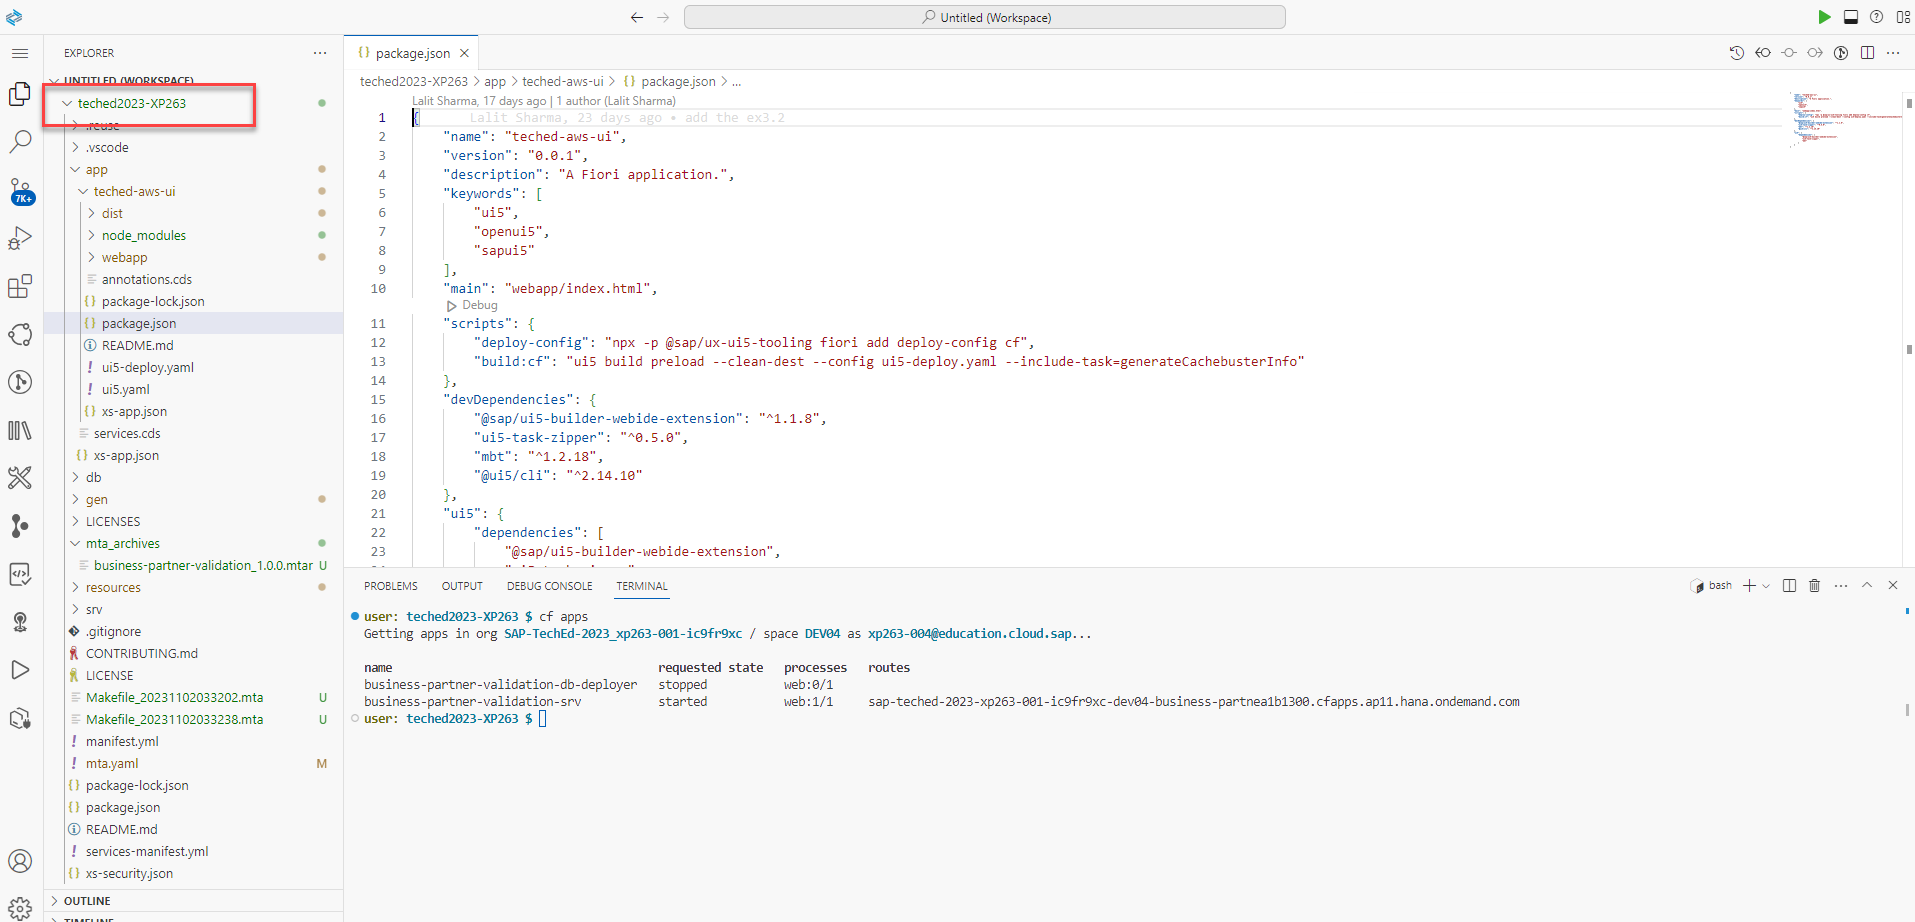 Untitled (Workspace)
EXPLORER
UNTITLED (WORKSPACE)
teched2023-XP263
.reuse
.vscode
app
teched-aws-ui
dist
node_modules
webapp
annotations.cds
package-lock.json
package.json
README.md
ui5-deploy.yaml
ui5.yaml
xs-app.json
services.cds
xs-app.json
db
gen
LICENSES
mta_archives
business-partner-validation_1.0.0.mtar U
resources
srv
.gitignore
CONTRIBUTING.md
LICENSE
Makefile_20231102033202.mta U
Makefile_20231102033238.mta U
manifest.yml
mta.yaml M
package-lock.json
package.json
README.md
services-manifest.yml
xs-security.json
OUTLINE
TIMELINE
7K+
{} package.json
teched2023-XP263 > app > teched-aws-ui > {} package.json > ...
Lalit Sharma, 17 days ago | 1 author (Lalit Sharma)
1 { Lalit Sharma, 23 days ago • add the ex3.2
2 "name": "teched-aws-ui",
3 "version": "0.0.1",
4 "description": "A Fiori application.",
5 "keywords": [
6 "ui5",
7 "openui5",
8 "sapui5"
9 ],
10 "main": "webapp/index.html",
Debug
11 "scripts": {
12 "deploy-config": "npx -p @sap/ux-ui5-tooling fiori add deploy-config cf",
13 "build:cf": "ui5 build preload --clean-dest --config ui5-deploy.yaml --include-task=generateCachebusterInfo"
14 },
15 "devDependencies": {
16 "@sap/ui5-builder-webide-extension": "^1.1.8",
17 "ui5-task-zipper": "^0.5.0",
18 "mbt": "^1.2.18",
19 "@ui5/cli": "^2.14.10"
20 },
21 "ui5": {
22 "dependencies": [
23 "@sap/ui5-builder-webide-extension",
PROBLEMS OUTPUT DEBUG CONSOLE TERMINAL
bash
user: teched2023-XP263 $ cf apps
Getting apps in org SAP-TechEd-2023_xp263-001-ic9fr9xc / space DEV04 as xp263-004@education.cloud.sap...
name requested state processes routes
business-partner-validation-db-deployer stopped web:0/1
business-partner-validation-srv started web:1/1 sap-teched-2023-xp263-001-ic9fr9xc-dev04-business-partnea1b1300.cfapps.ap11.hana.ondemand.com
user: teched2023-XP263 $